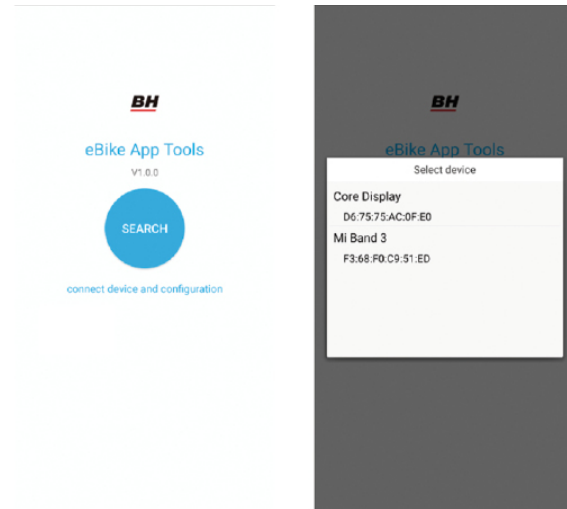 BH
eBike App Tools
V1.0.0
SEARCH
connect device and configuration
BH
eBike App Tools
Select device
Core Display
D6:75:75:AC:0F:E0
Mi Band 3
F3:68:F0:C9:51:ED